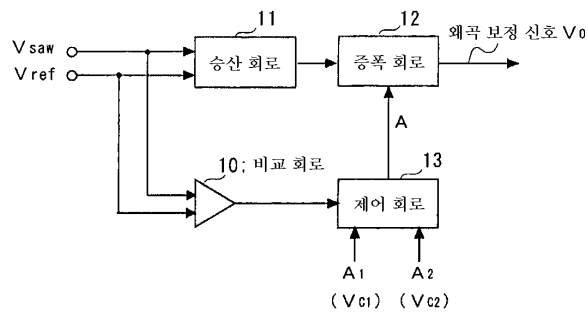 11
12
Vsaw
Vref
승산 회로
증폭 회로
왜곡 보정 신호 Vo
A
10; 비교 회로
13
제어 회로
A1
A2
(VC1)
(VC2)